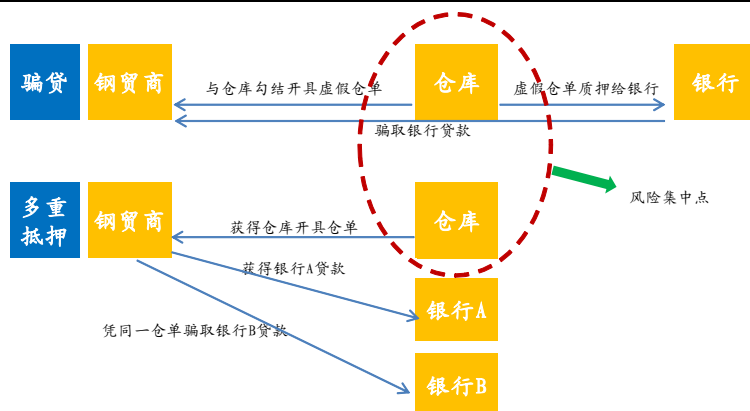 骗贷
钢贸商
与仓库勾结开具虚假仓单
仓库
虚假仓单质押给银行
银行
骗取银行贷款
风险集中点
多重
抵押
钢贸商
获得仓库开具仓单
仓库
获得银行A贷款
银行A
凭同一仓单骗取银行B贷款
银行B